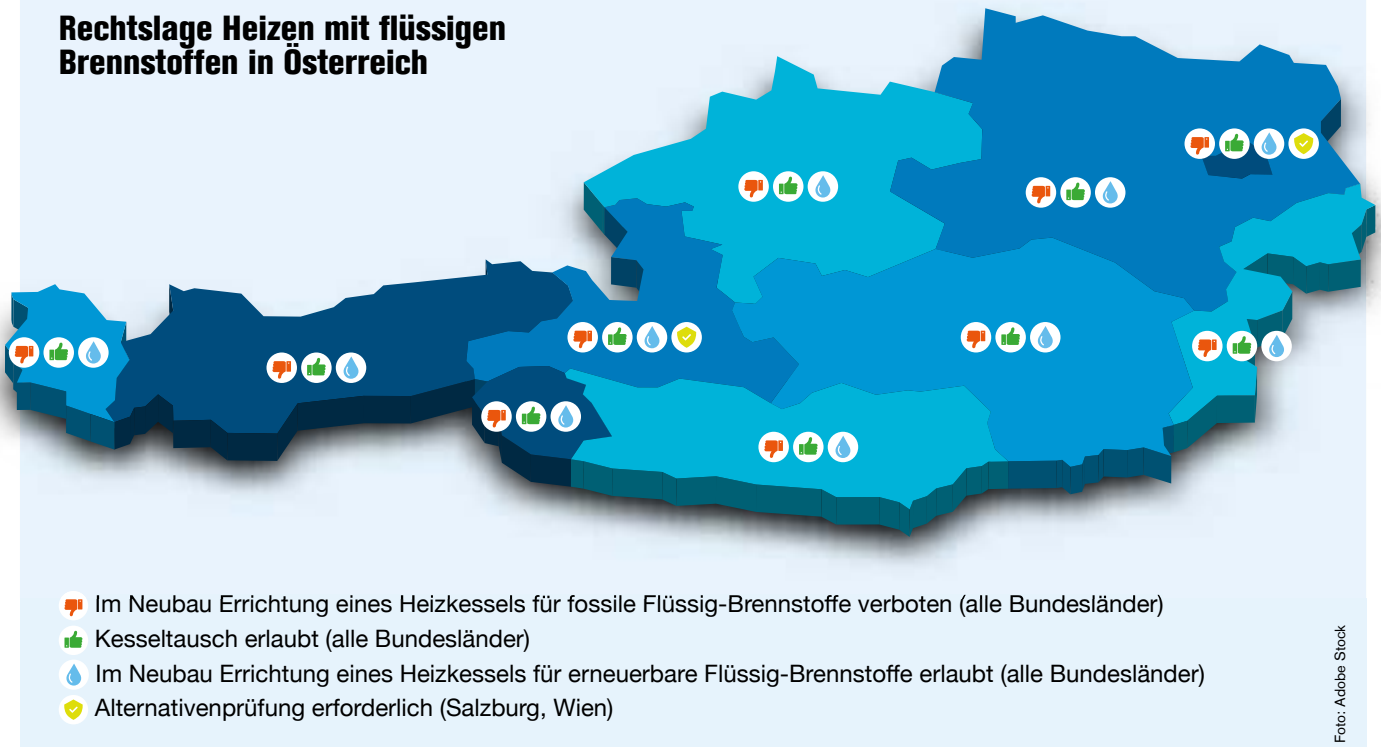 Rechtslage Heizen mit flüssigen
Brennstoffen in Österreich
Im Neubau Errichtung eines Heizkessels für fossile Flüssig-Brennstoffe verboten (alle Bundesländer)
Kesseltausch erlaubt (alle Bundesländer)
Im Neubau Errichtung eines Heizkessels für erneuerbare Flüssig-Brennstoffe erlaubt (alle Bundesländer)
Alternativenprüfung erforderlich (Salzburg, Wien)
Foto: Adobe Stock